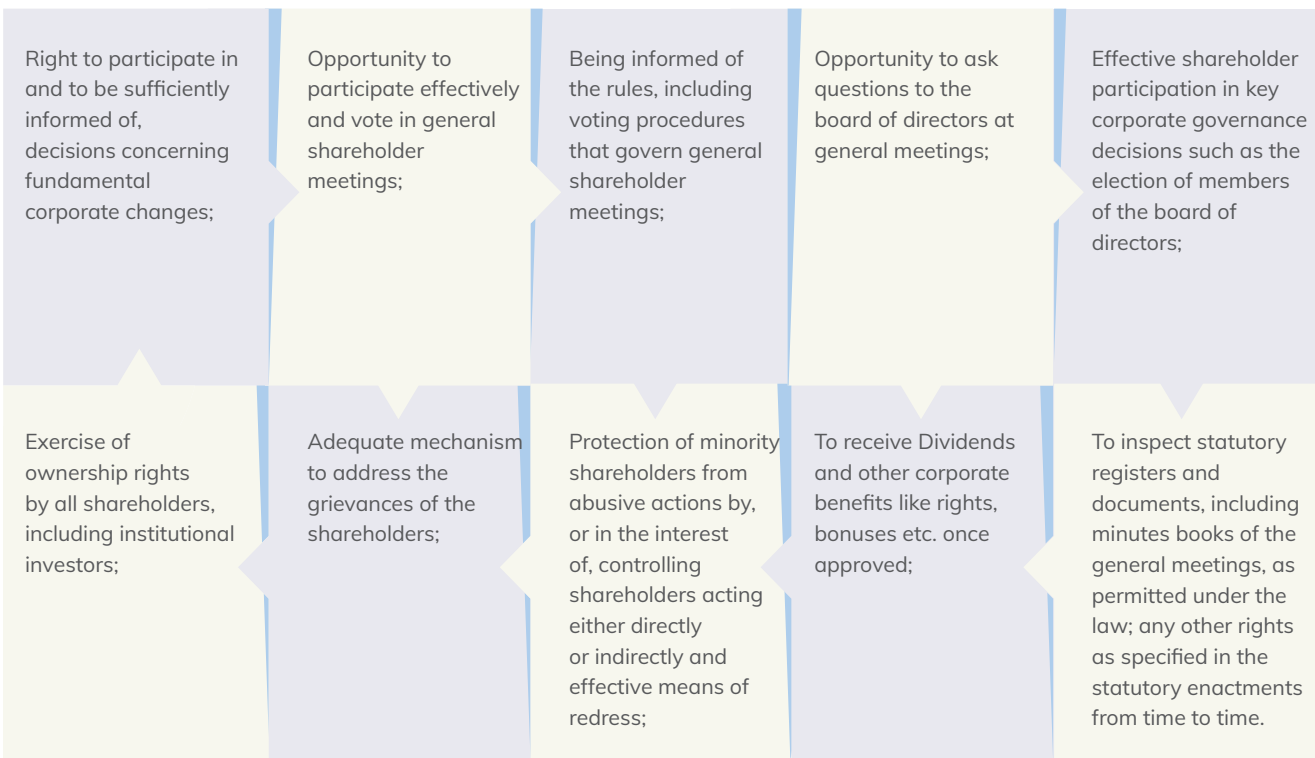 Right to participate in
and to be sufficiently
informed of,
decisions concerning
fundamental
corporate changes;
Opportunity to
participate effectively
and vote in general
shareholder
meetings;
Being informed of
the rules, including
voting procedures
that govern general
shareholder
meetings;
Opportunity to ask
questions to the
board of directors at
general meetings;
Effective shareholder
participation in key
corporate governance
decisions such as the
election of members
of the board of
directors;
Exercise of
ownership rights
by all shareholders,
including institutional
investors;
Adequate mechanism
to address the
grievances of the
shareholders;
Protection of minority
shareholders from
abusive actions by,
or in the interest
of, controlling
shareholders acting
either directly
or indirectly and
effective means of
redress;
To receive Dividends
and other corporate
benefits like rights,
bonuses etc. once
approved;
To inspect statutory
registers and
documents, including
minutes books of the
general meetings, as
permitted under the
law; any other rights
as specified in the
statutory enactments
from time to time.